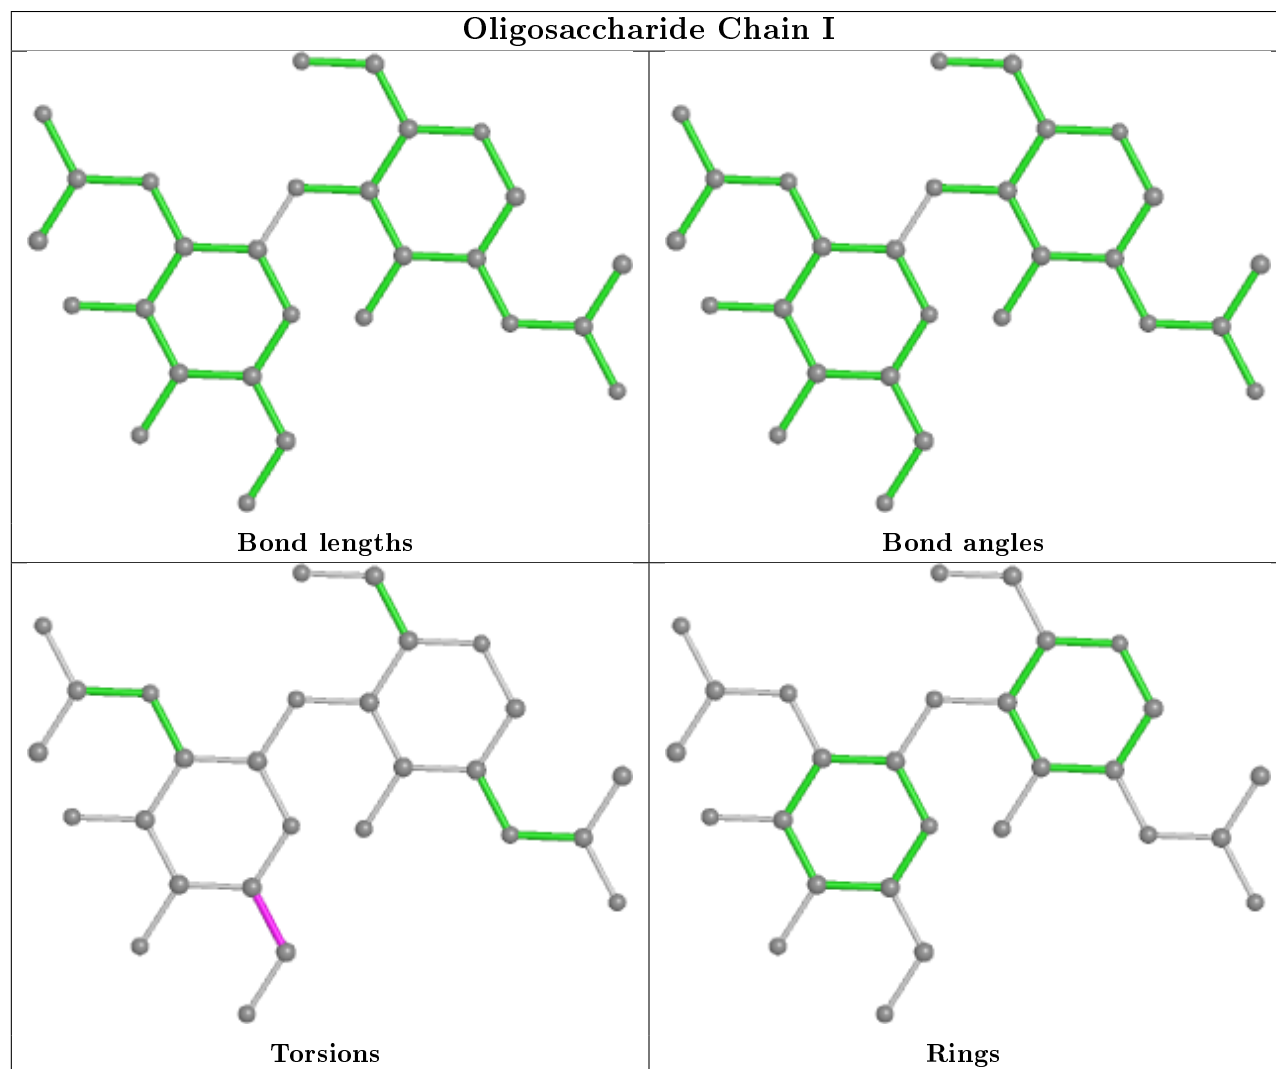 Oligosaccharide Chain I
Bond lengths
Bond angles
Torsions
Rings